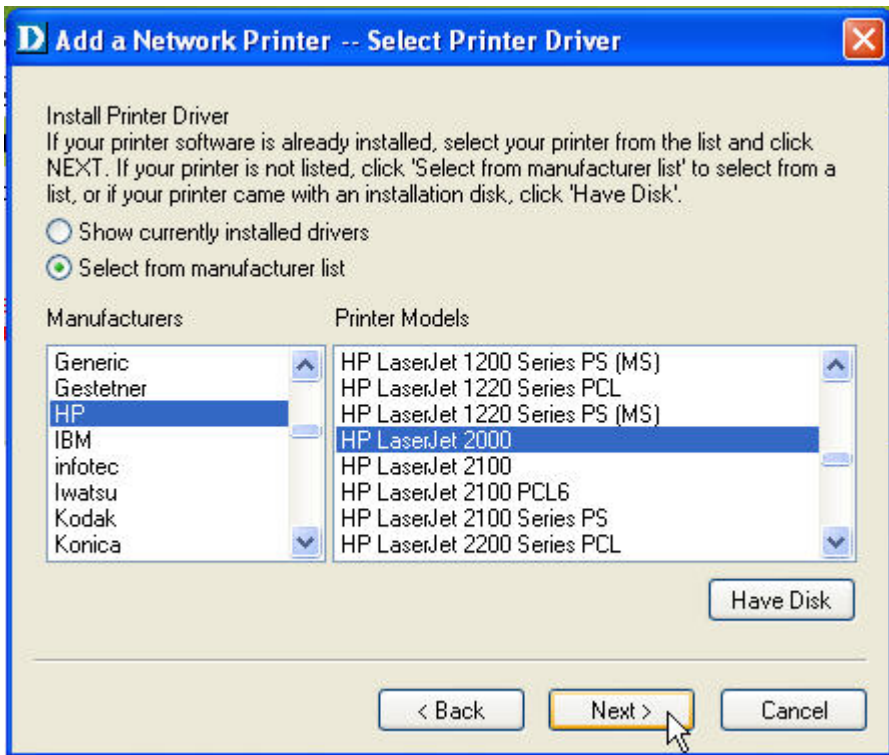 D Add a Network Printer -- Select Printer Driver
Install Printer Driver
If your printer software is already installed, select your printer from the list and click
NEXT. If your printer is not listed, click 'Select from manufacturer list' to select from a
list, or if your printer came with an installation disk, click 'Have Disk'.
Show currently installed drivers
Select from manufacturer list
Manufacturers
Generic
Gestetner
HP
IBM
infotec
Iwatsu
Kodak
Konica
Printer Models
HP LaserJet 1200 Series PS (MS)
HP LaserJet 1220 Series PCL
HP LaserJet 1220 Series PS (MS)
HP LaserJet 2000
HP LaserJet 2100
HP LaserJet 2100 PCL6
HP LaserJet 2100 Series PS
HP LaserJet 2200 Series PCL
Have Disk
< Back
Next >
Cancel